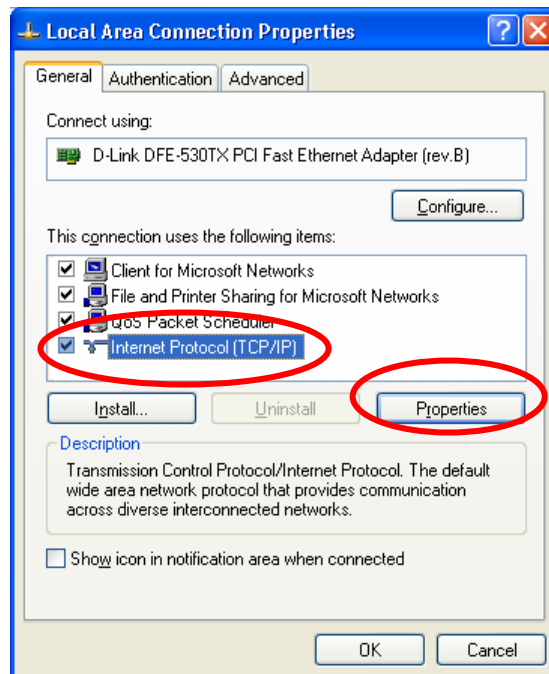 Local Area Connection Properties
General Authentication Advanced
Connect using:
D-Link DFE-530TX PCI Fast Ethernet Adapter (rev.B)
Configure...
This connection uses the following items:
Client for Microsoft Networks
File and Printer Sharing for Microsoft Networks
QoS Packet Scheduler
Internet Protocol (TCP/IP)
Install... Uninstall Properties
Description
Transmission Control Protocol/Internet Protocol. The default
wide area network protocol that provides communication
across diverse interconnected networks.
Show icon in notification area when connected
OK Cancel